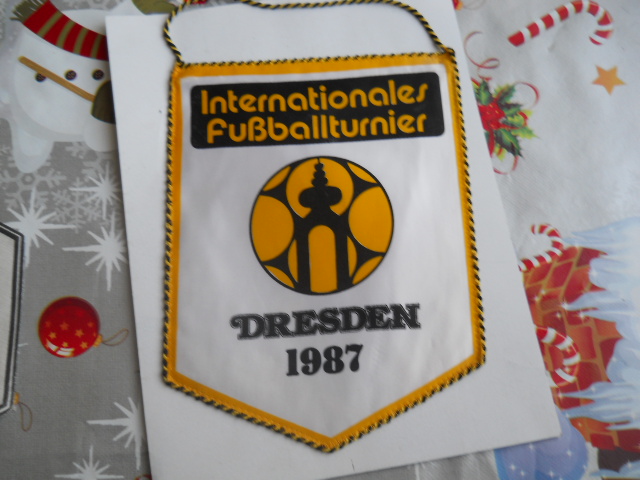 Internationales
Fußballturnier
DRESDEN
1987